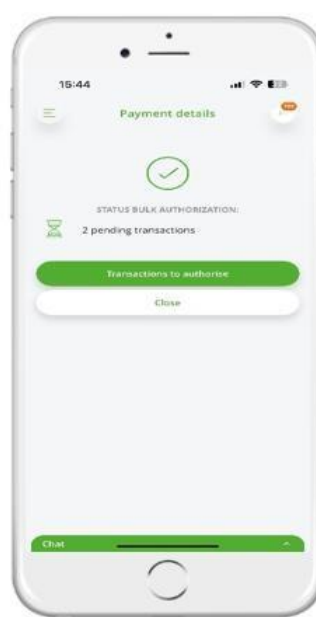 15:44
Payment details
STATUS BULK AUTHORIZATION:
2 pending transactions
Transactions to authorise
Close
Chat